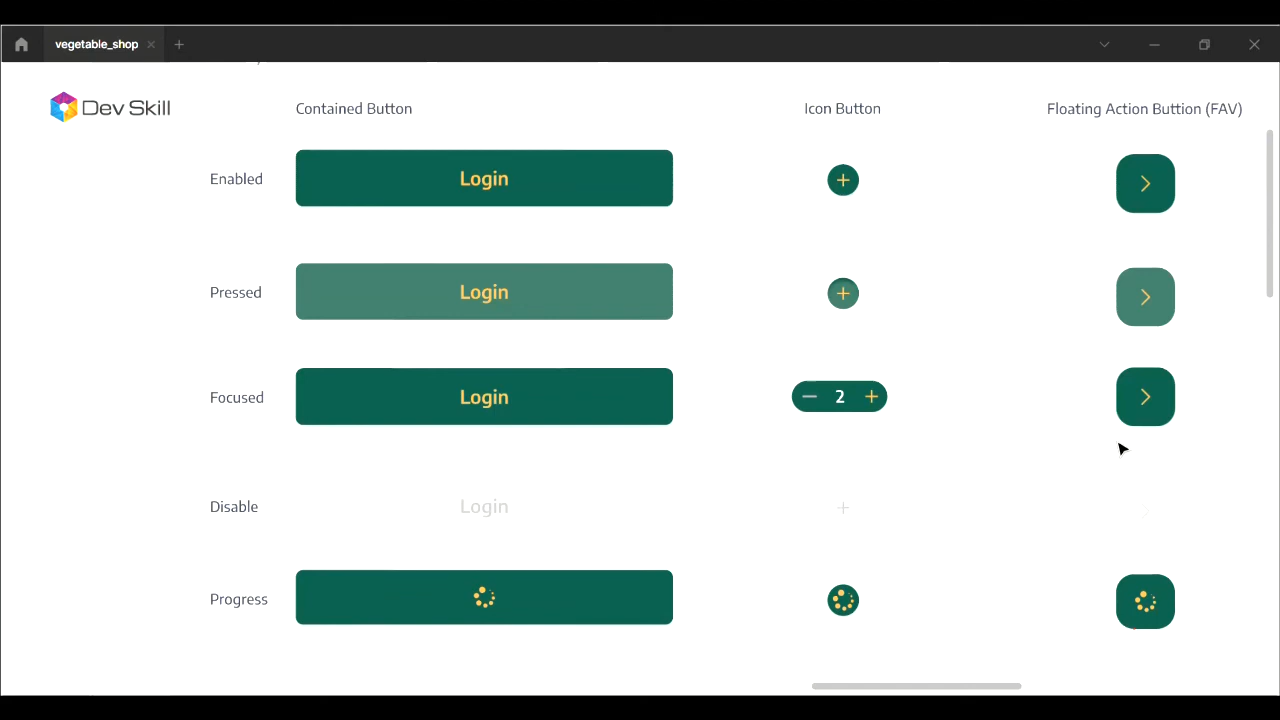 vegetable_shop
Dev Skill
Contained Button
Icon Button
Floating Action Buttion (FAV)
Enabled
Login
Pressed
Login
Focused
Login
2
Disable
Login
Progress